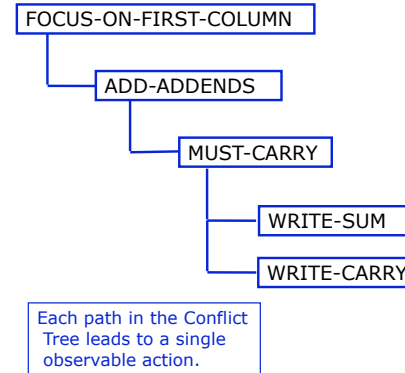 FOCUS-ON-FIRST-COLUMN
ADD-ADDENDS
MUST-CARRY
WRITE-SUM
WRITE-CARRY
Each path in the Conflict
Tree leads to a single
observable action.